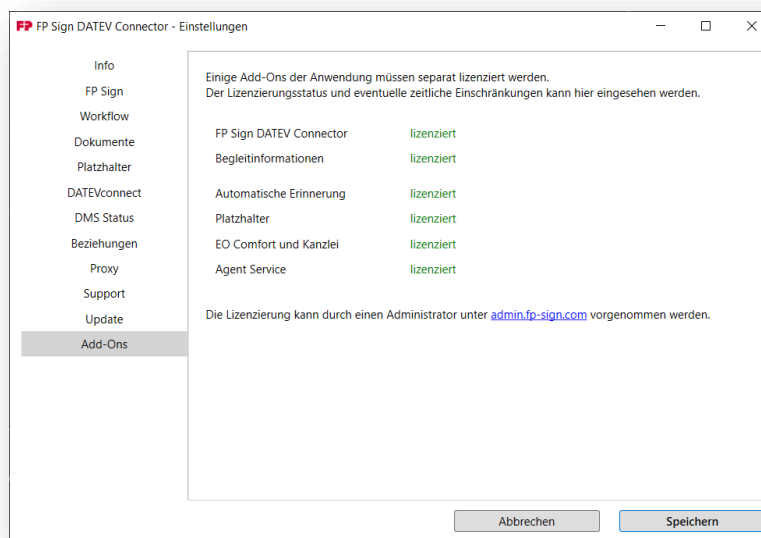 FP FP Sign DATEV Connector - Einstellungen
Info
FP Sign
Workflow
Dokumente
Platzhalter
DATEVconnect
DMS Status
Beziehungen
Proxy
Support
Update
Add-Ons
Einige Add-Ons der Anwendung müssen separat lizenziert werden.
Der Lizenzierungsstatus und eventuelle zeitliche Einschränkungen kann hier eingesehen werden.
FP Sign DATEV Connector lizenziert
Begleitinformationen lizenziert
Automatische Erinnerung lizenziert
Platzhalter lizenziert
EO Comfort und Kanzlei lizenziert
Agent Service lizenziert
Die Lizenzierung kann durch einen Administrator unter admin.fp-sign.com vorgenommen werden.
Abbrechen Speichern